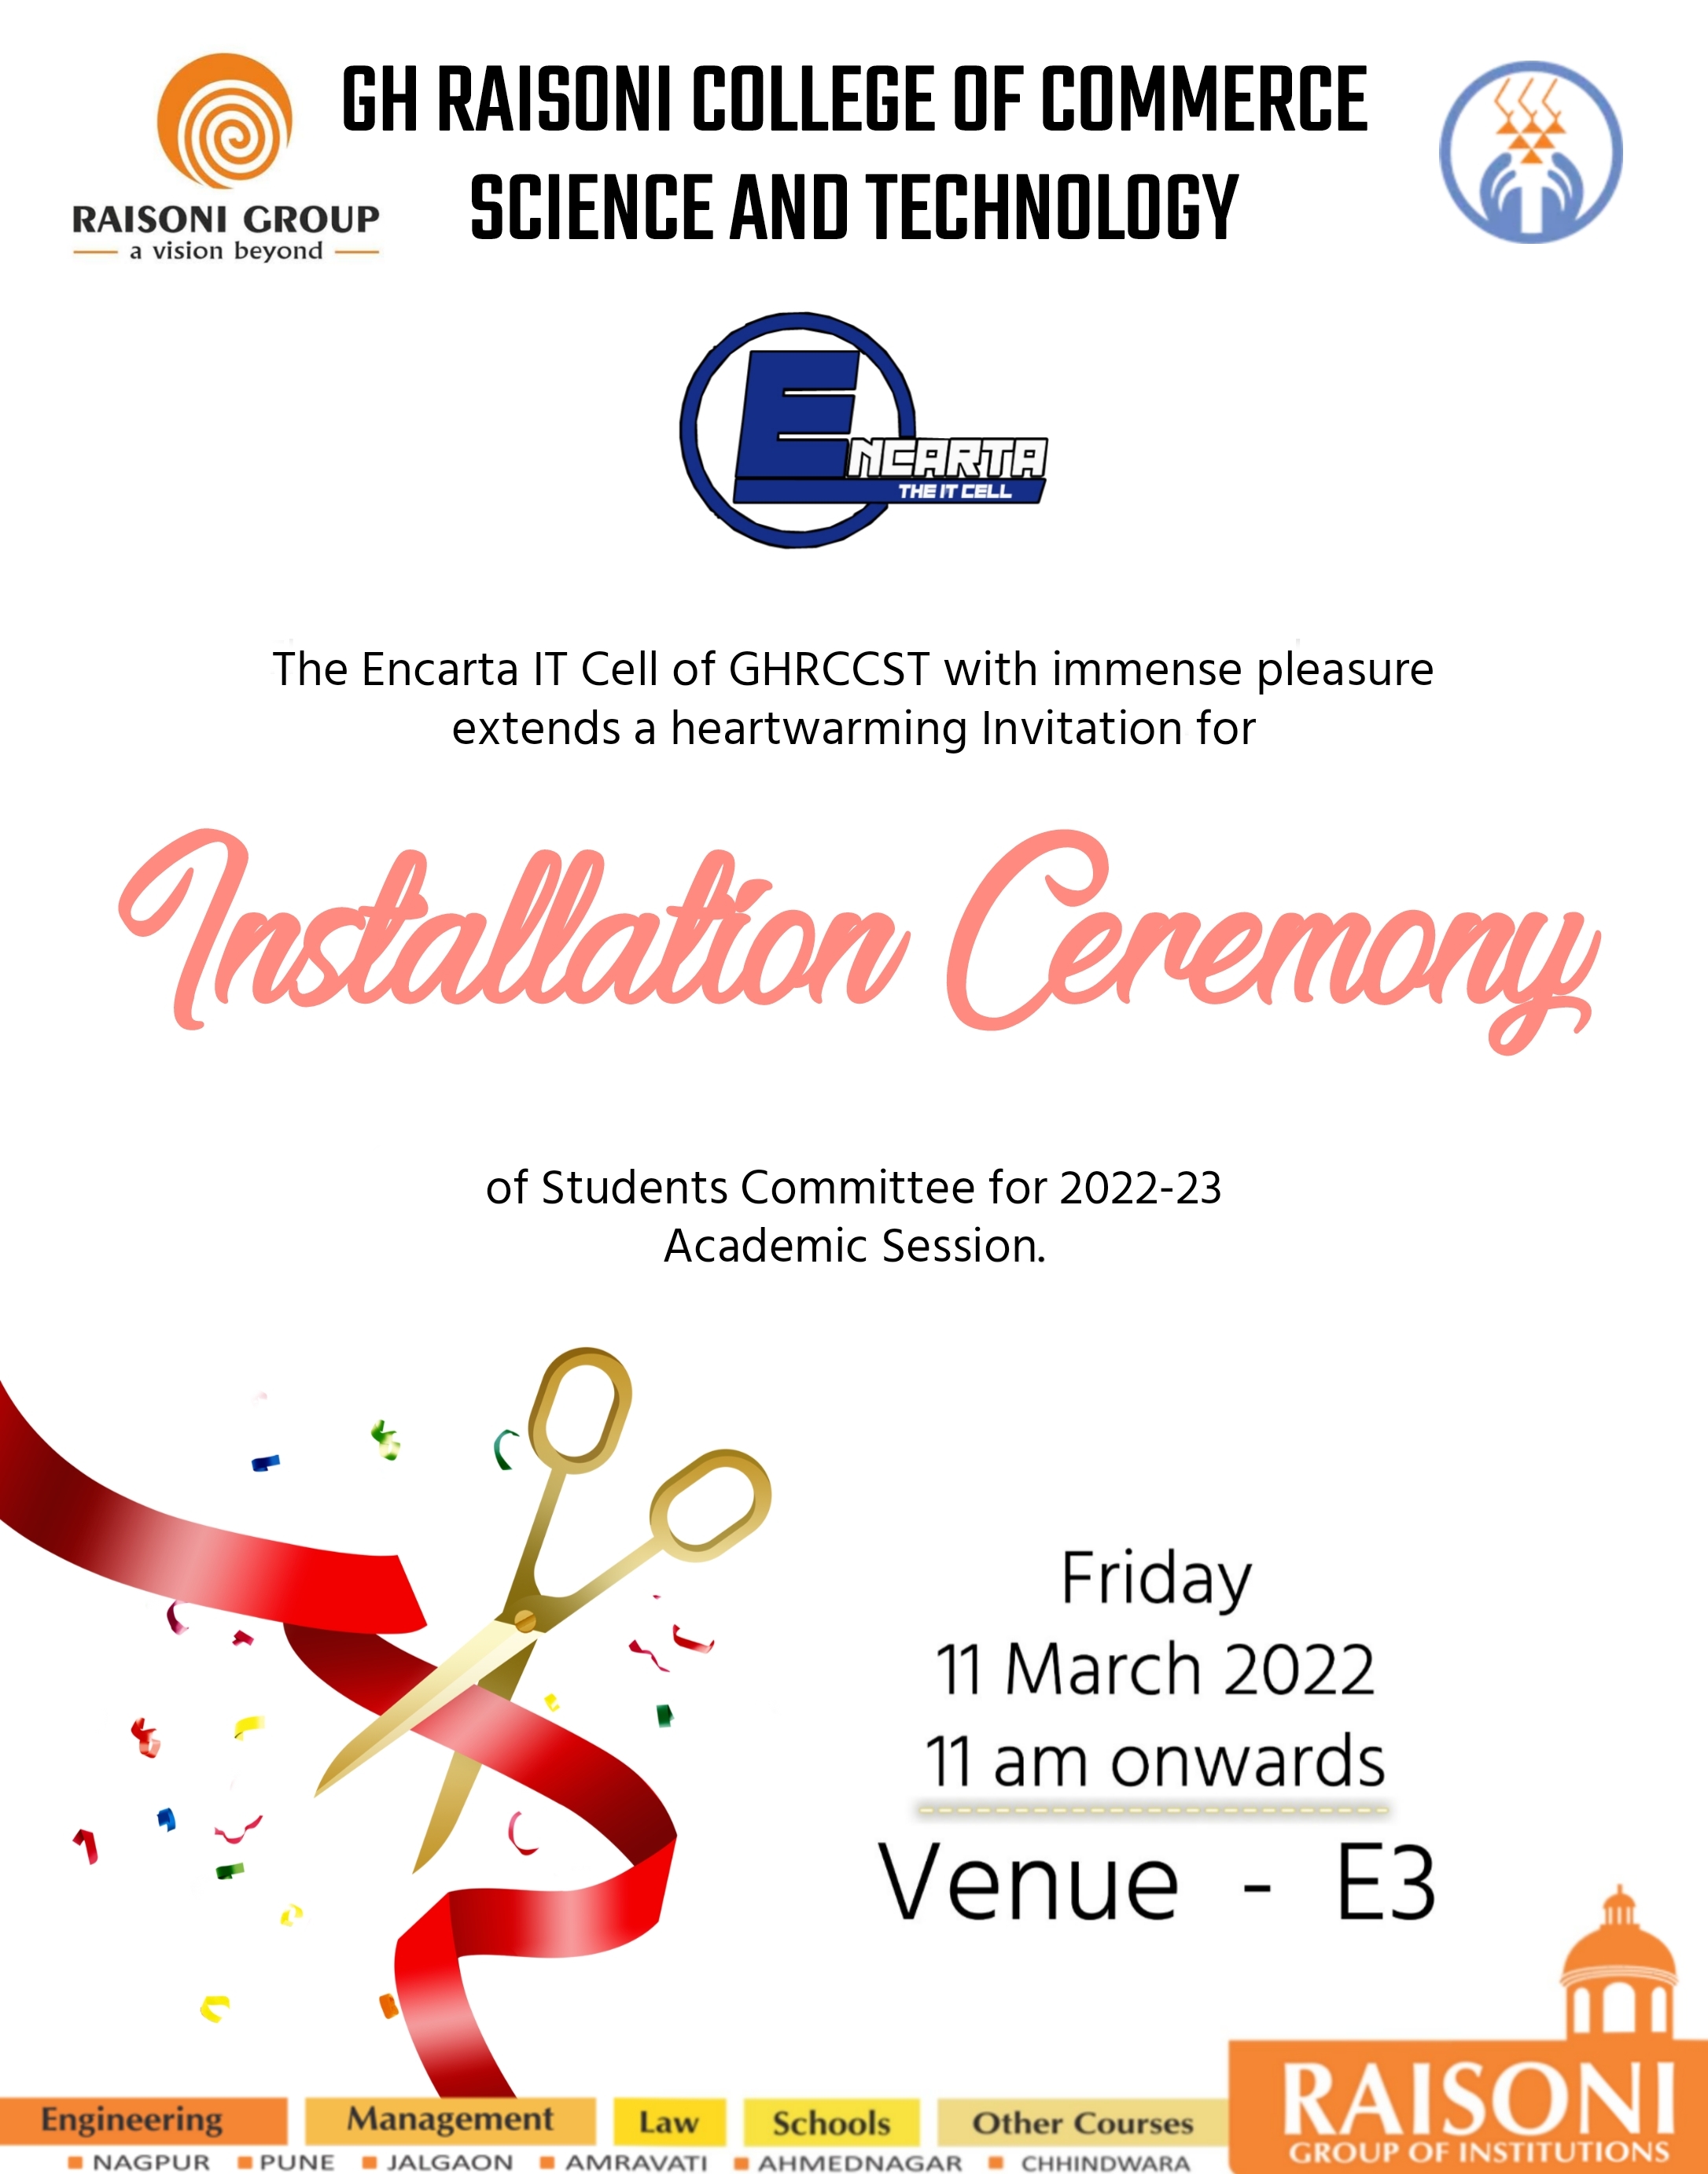 GH RAISONI COLLEGE OF COMMERCE
SCIENCE AND TECHNOLOGY
RAISONI GROUP
a vision beyond
ENCARTA
THE IT CELL
The Encarta IT Cell of GHRCCST with immense pleasure
extends a heartwarming Invitation for
Installation Ceremony
of Students Committee for 2022-23
Academic Session.
Friday
11 March 2022
11 am onwards
Venue - E3
Engineering Management Law Schools Other Courses
NAGPUR PUNE JALGAON AMRAVATI AHMEDNAGAR CHHINDWARA
RAISONI
GROUP OF INSTITUTIONS